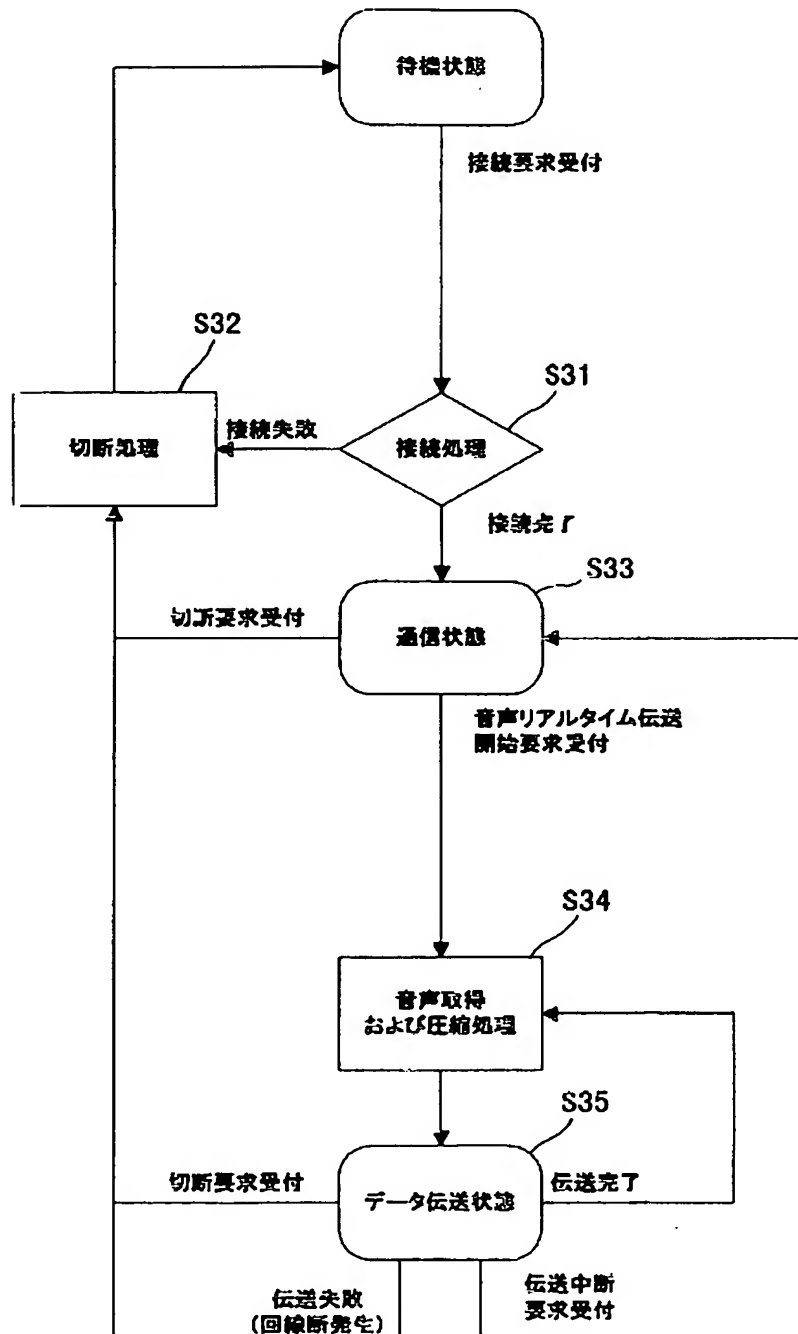 待機状態
接続要求受付
S32
S31
切断処理
接続失敗
接続処理
接続完了
S33
切断要求受付
通信状態
音声リアルタイム伝送
開始要求受付
S34
音声取得
および圧縮処理
S35
切断要求受付
データ伝送状態
伝送完了
伝送失敗
(回線断発生)
伝送中断
要求受付